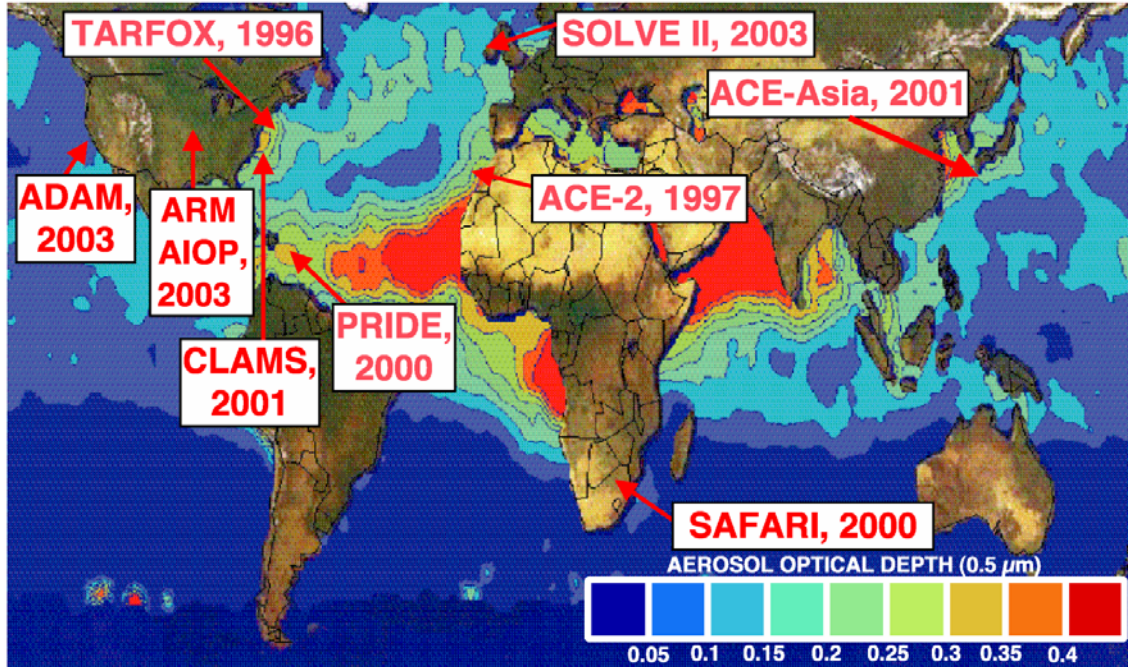 TARFOX, 1996
SOLVE II, 2003
ACE-Asia, 2001
ADAM,
2003
ARM
AIOP,
2003
ACE-2, 1997
PRIDE,
2000
CLAMS,
2001
SAFARI, 2000
AEROSOL OPTICAL DEPTH (0.5 µm)
0.05 0.1 0.15 0.2 0.25 0.3 0.35 0.4